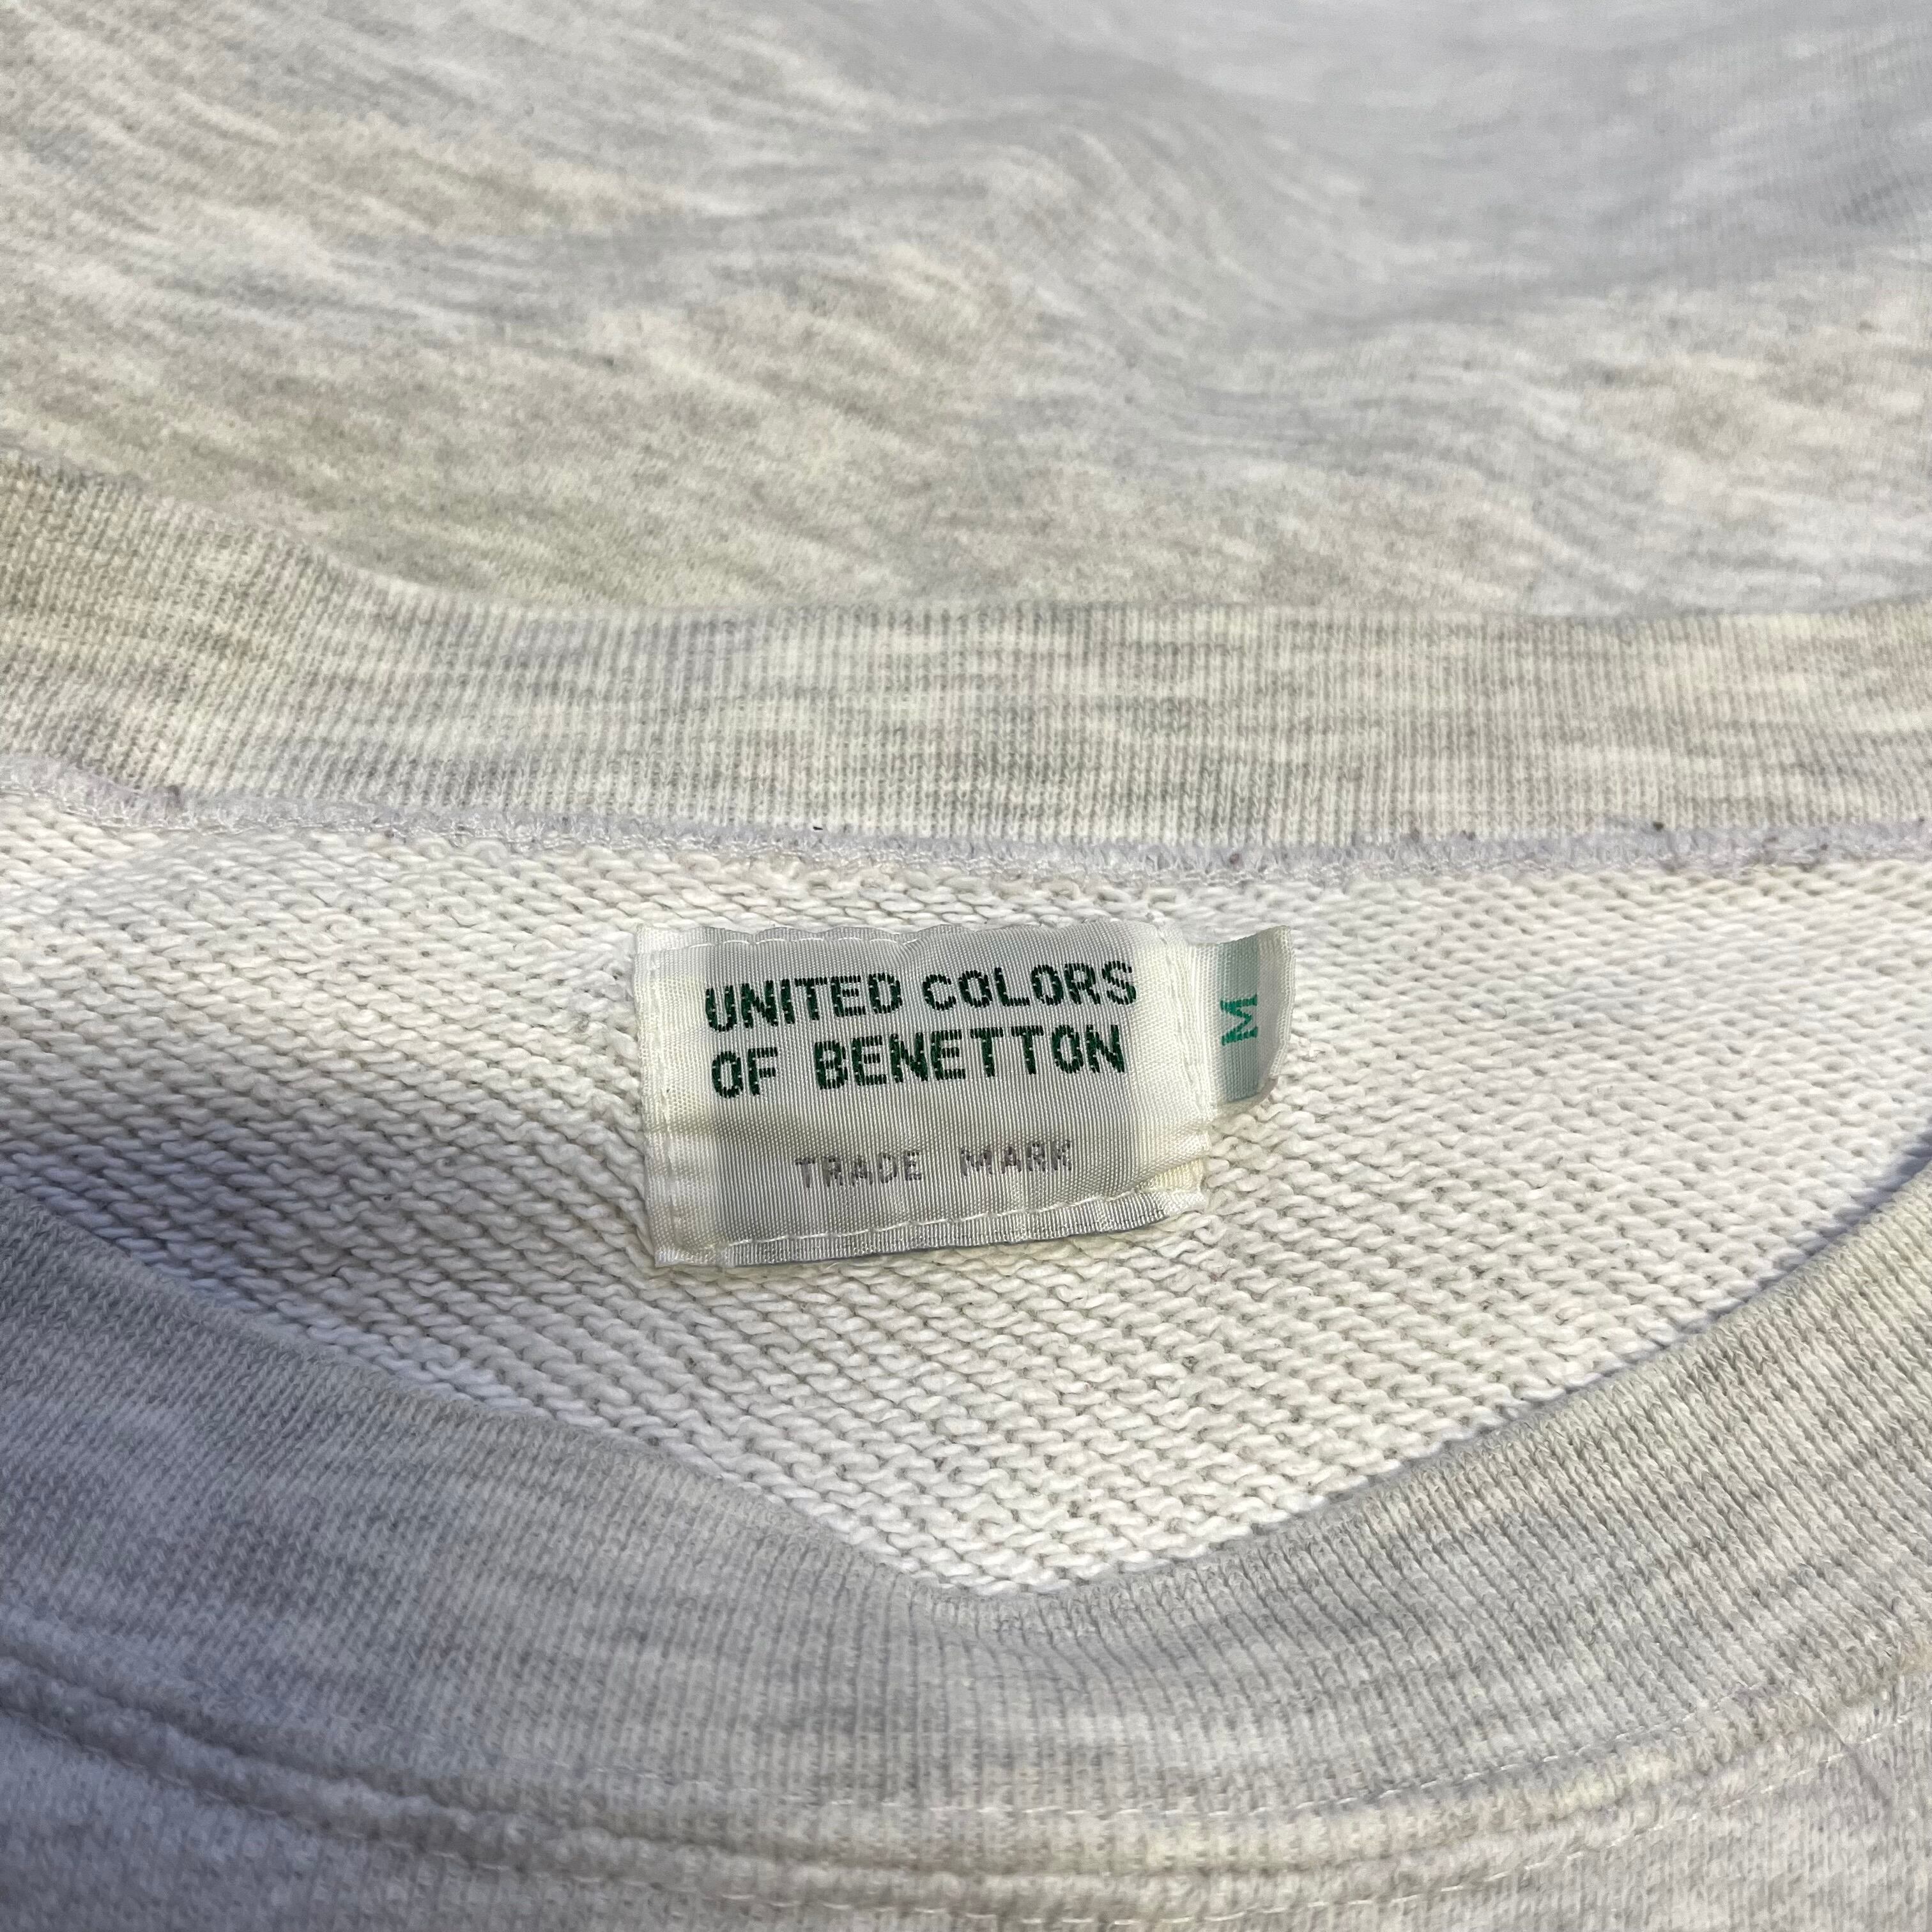 UNITED COLORS
OF BENETTON
TRADE MARK
M